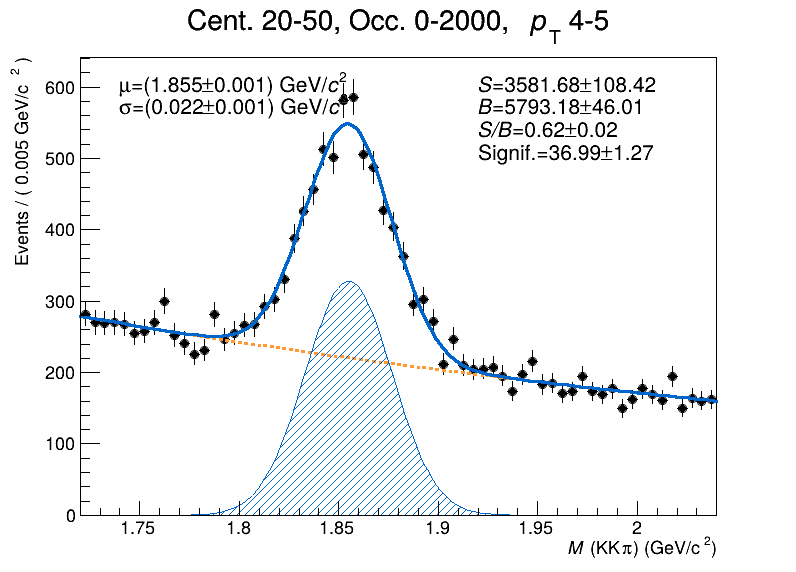 Cent. 20-50, Occ. 0-2000, pT 4-5
μ=(1.855±0.001) GeV/c²
σ=(0.022±0.001) GeV/c²
S=3581.68±108.42
B=5793.18±46.01
S/B=0.62±0.02
Signif.=36.99±1.27
Events / ( 0.005 GeV/c² )
600
500
400
300
200
100
0
1.75 1.8 1.85 1.9 1.95 2
M (KKπ) (GeV/c²)